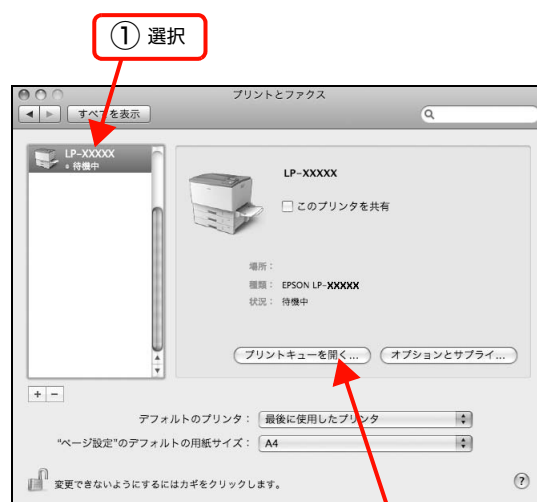 ① 選択
プリントとファクス
すべてを表示
LP-XXXXX
待機中
LP-XXXXX
このプリンタを共有
場所：
種類： EPSON LP-XXXXX
状況： 待機中
プリントキューを開く... オプションとサプライ...
+ −
デフォルトのプリンタ： 最後に使用したプリンタ
"ページ設定"のデフォルトの用紙サイズ： A4
変更できないようにするにはカギをクリックします。 ?